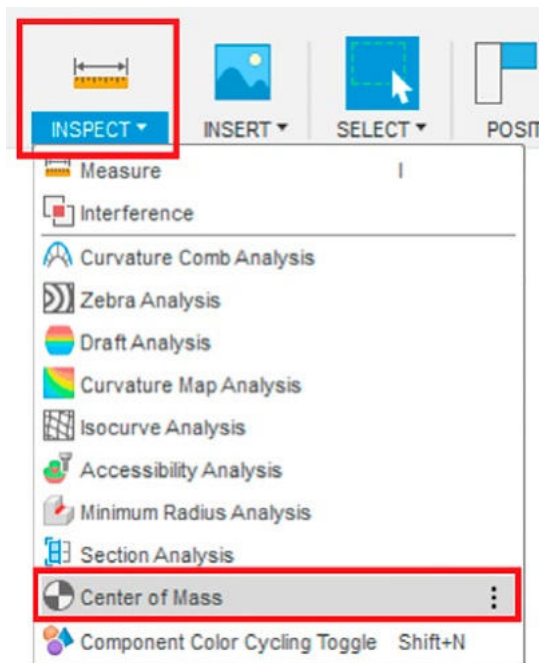 INSPECT INSERT SELECT POSIT
Measure I
Interference
Curvature Comb Analysis
Zebra Analysis
Draft Analysis
Curvature Map Analysis
Isocurve Analysis
Accessibility Analysis
Minimum Radius Analysis
Section Analysis
Center of Mass
Component Color Cycling Toggle Shift+N